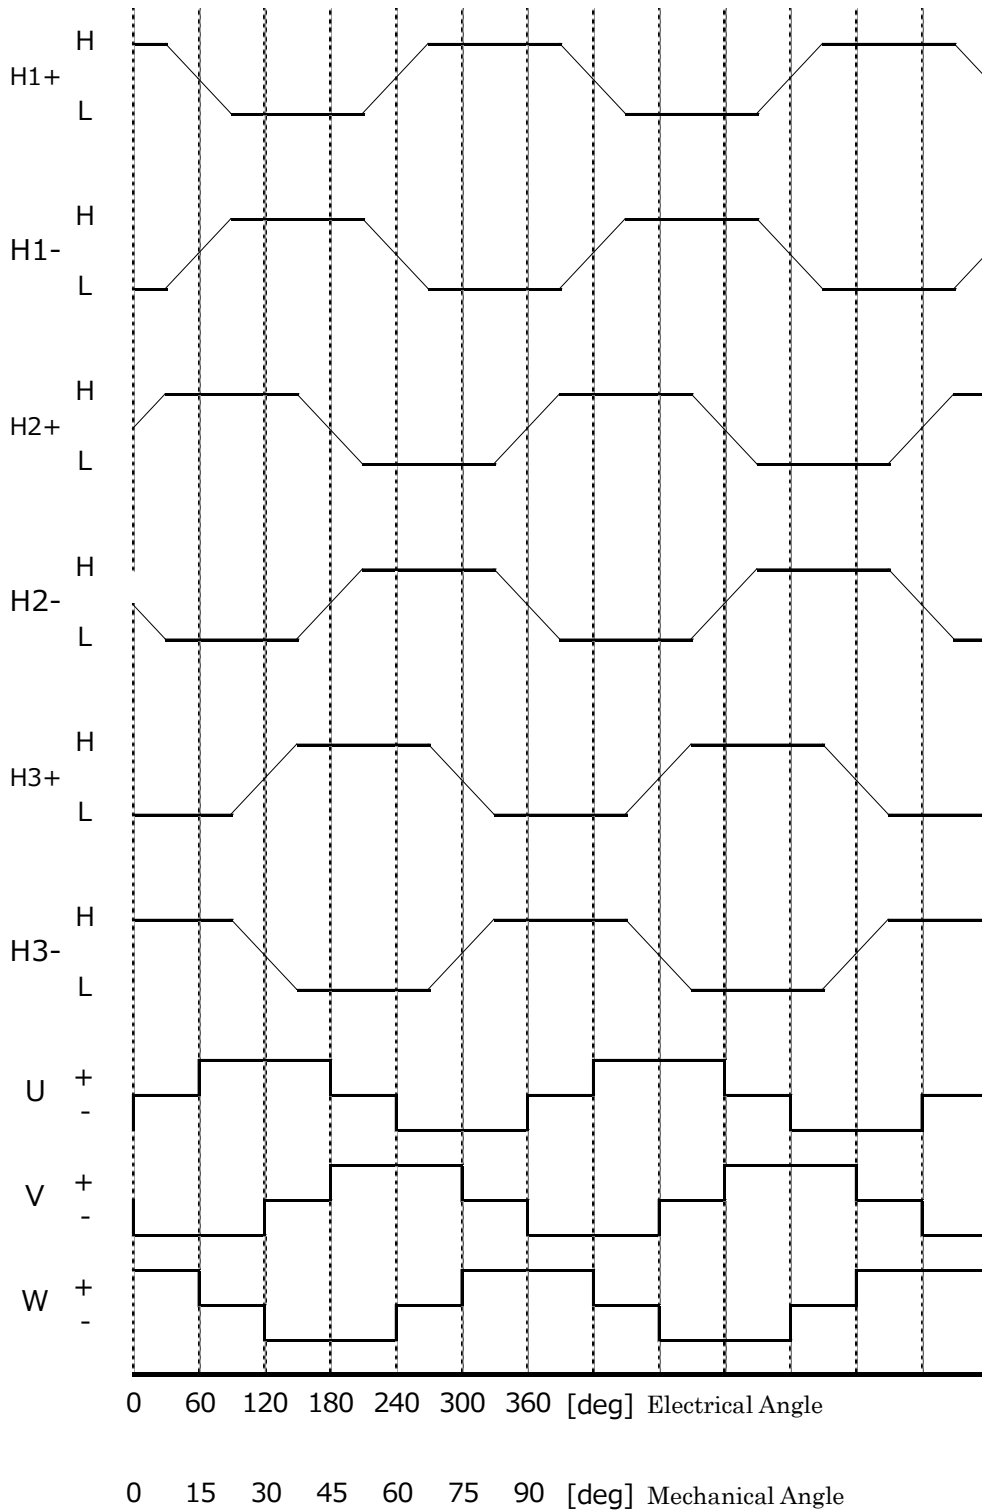 H
H1+
L
H
H1-
L
H
H2+
L
H
H2-
L
H
H3+
L
H
H3-
L
U + -
V + -
W + -
0 60 120 180 240 300 360 [deg] Electrical Angle
0 15 30 45 60 75 90 [deg] Mechanical Angle